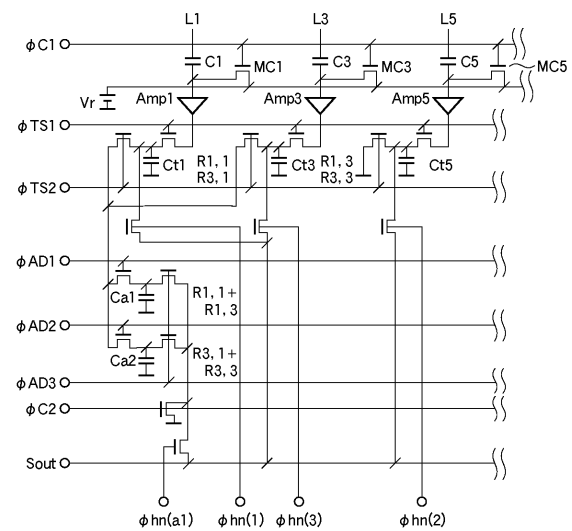 L1 L3 L5
φC1
C1 MC1 C3 MC3 C5 MC5
Vr Amp1 Amp3 Amp5
φTS1
Ct1 R1,1 Ct3 R1,3 Ct5
R3,1 R3,3
φTS2
φAD1
Ca1 R1,1+
R1,3
φAD2
Ca2 R3,1+
R3,3
φAD3
φC2
Sout
φhn(a1) φhn(1) φhn(3) φhn(2)